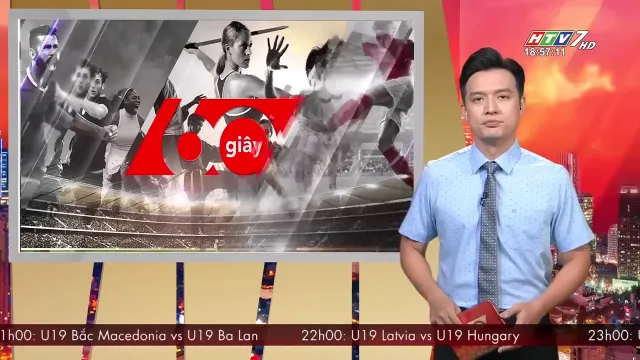 HTV7 HD
18:57:11
60 giây
1h00: U19 Bắc Macedonia vs U19 Ba Lan 22h00: U19 Latvia vs U19 Hungary 23h00: